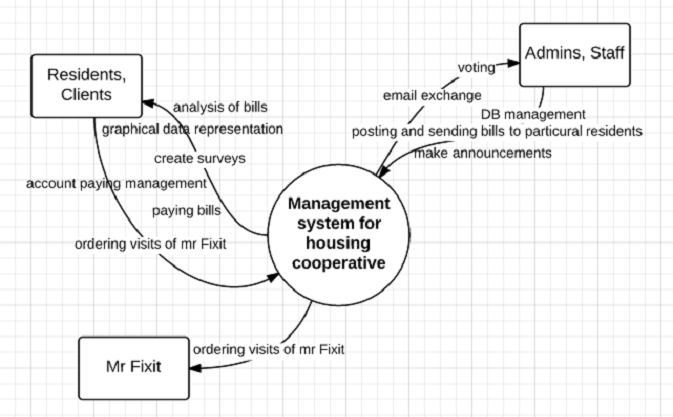 Admins, Staff
voting
Residents,
Clients
email exchange
analysis of bills
DB management
graphical data representation
posting and sending bills to particural residents
create surveys
make announcements
account paying management
paying bills
Management
system for
housing
cooperative
ordering visits of mr Fixit
ordering visits of mr Fixit
Mr Fixit